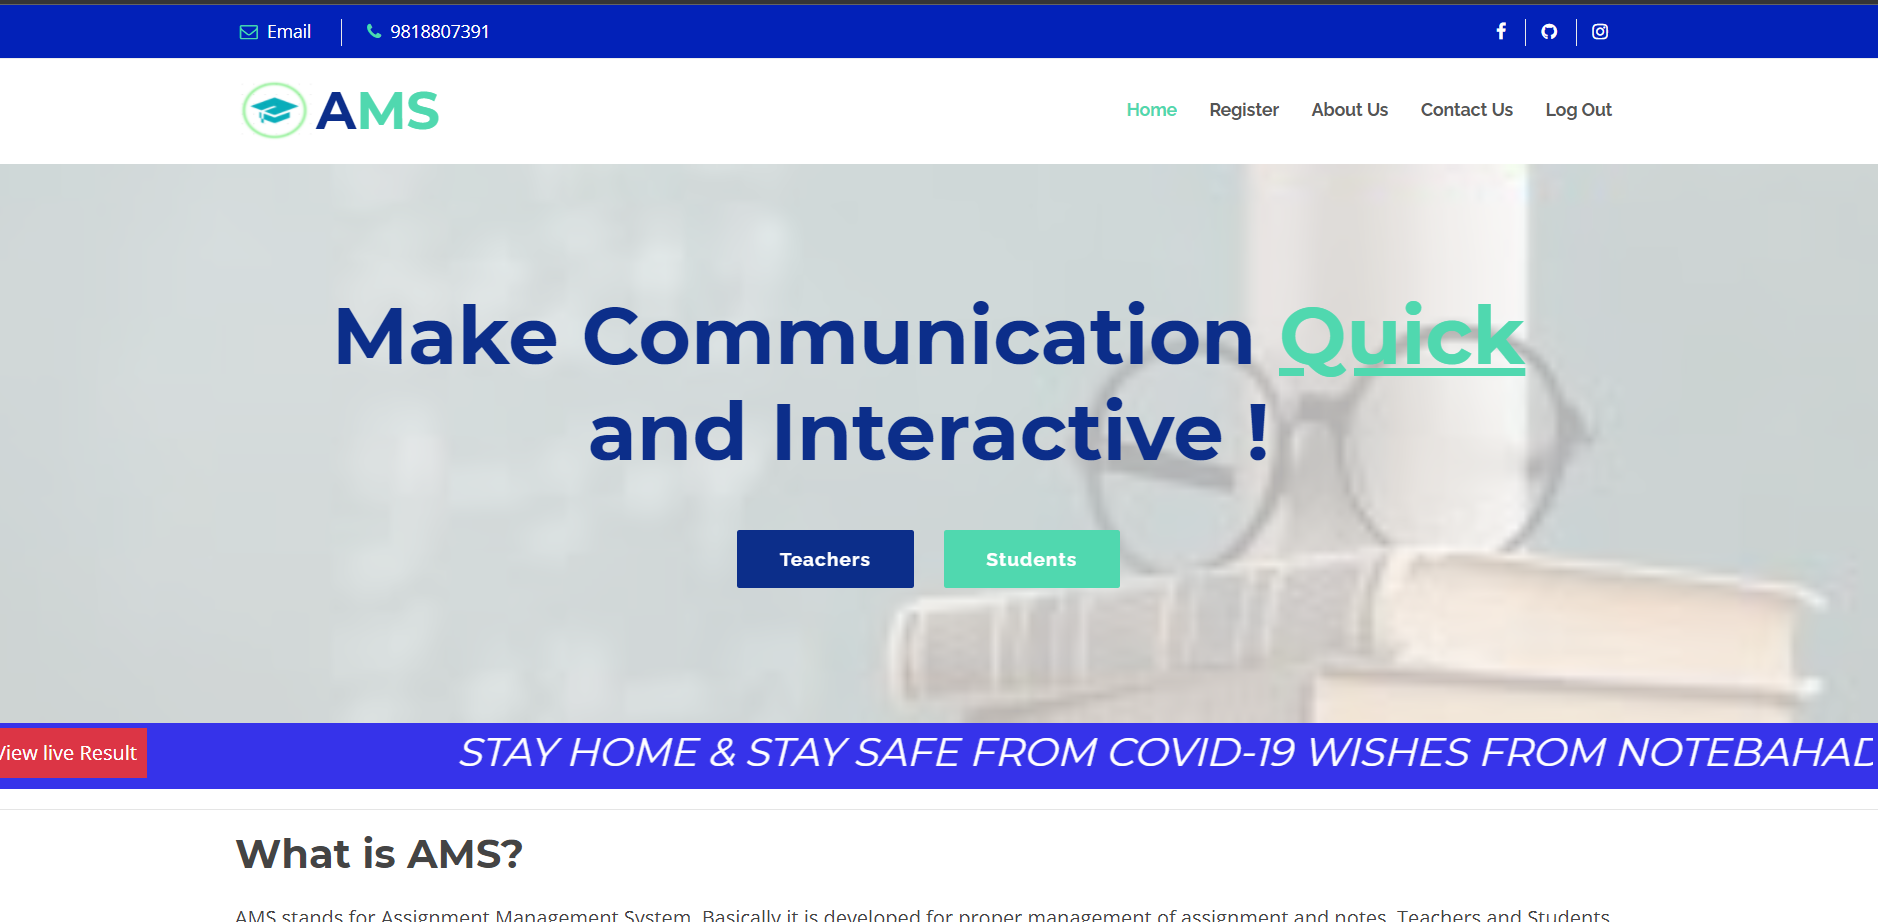 Email 9818807391
AMS
Home Register About Us Contact Us Log Out
Make Communication Quick
and Interactive !
Teachers Students
View live Result
STAY HOME & STAY SAFE FROM COVID-19 WISHES FROM NOTEBAHAD
What is AMS?
AMS stands for Assignment Management System. Basically it is developed for proper management of assignment and notes. Teachers and Students